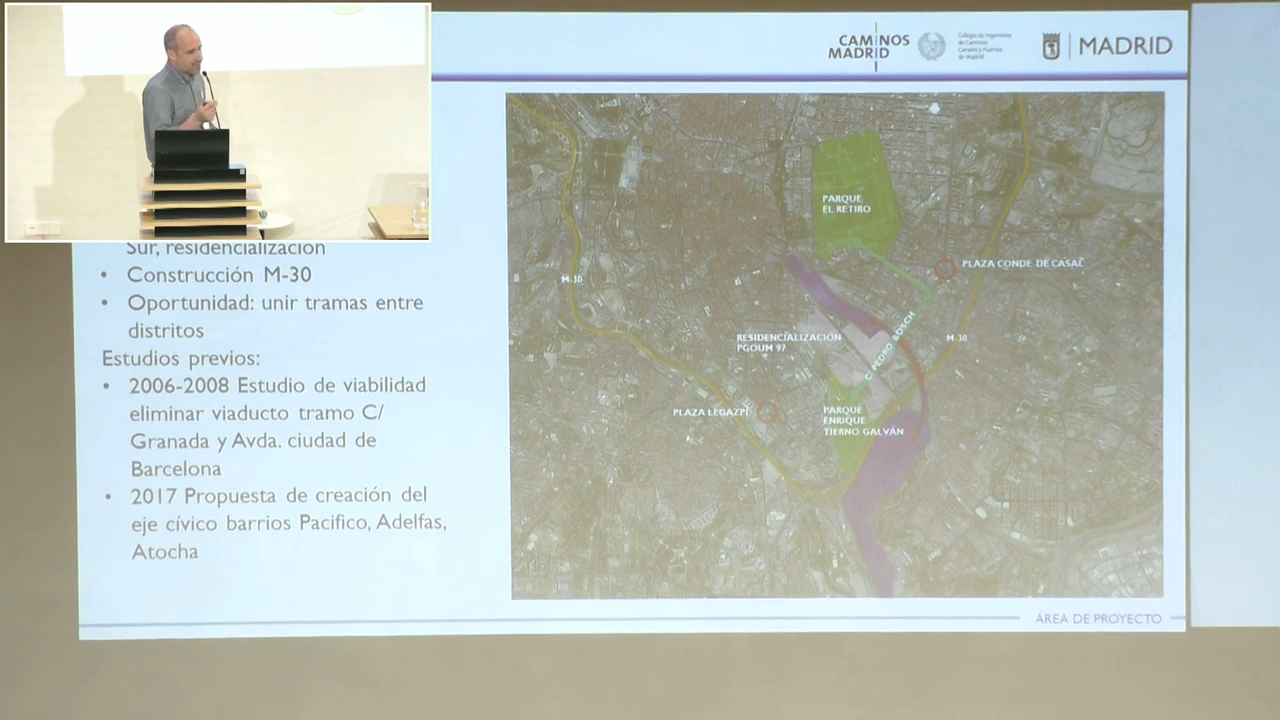 CAMINOS
MADRID
Colegio de Ingenieros
de Caminos
Canales y Puertos
de Madrid
MADRID
Sur, residencialización
• Construcción M-30
• Oportunidad: unir tramas entre
distritos
Estudios previos:
• 2006-2008 Estudio de viabilidad
eliminar viaducto tramo C/
Granada y Avda. ciudad de
Barcelona
• 2017 Propuesta de creación del
eje cívico barrios Pacifico, Adelfas,
Atocha
PARQUE
EL RETIRO
PLAZA CONDE DE CASAL
M-30
RESIDENCIALIZACIÓN
PGOUM 97
C/ PEDRO BOSCH
M-30
PLAZA LEGAZPI
PARQUE
ENRIQUE
TIERNO GALVÁN
ÁREA DE PROYECTO